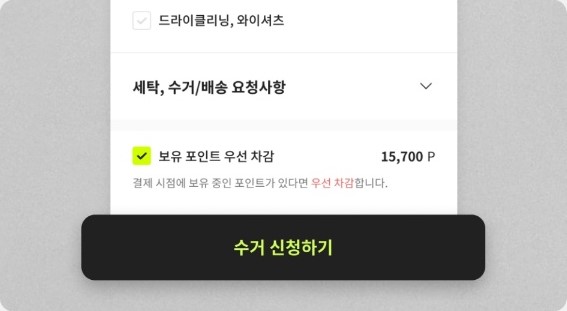 드라이클리닝, 와이셔츠
세탁, 수거/배송 요청사항
보유 포인트 우선 차감 15,700 P
결제 시점에 보유 중인 포인트가 있다면 우선 차감합니다.
수거 신청하기